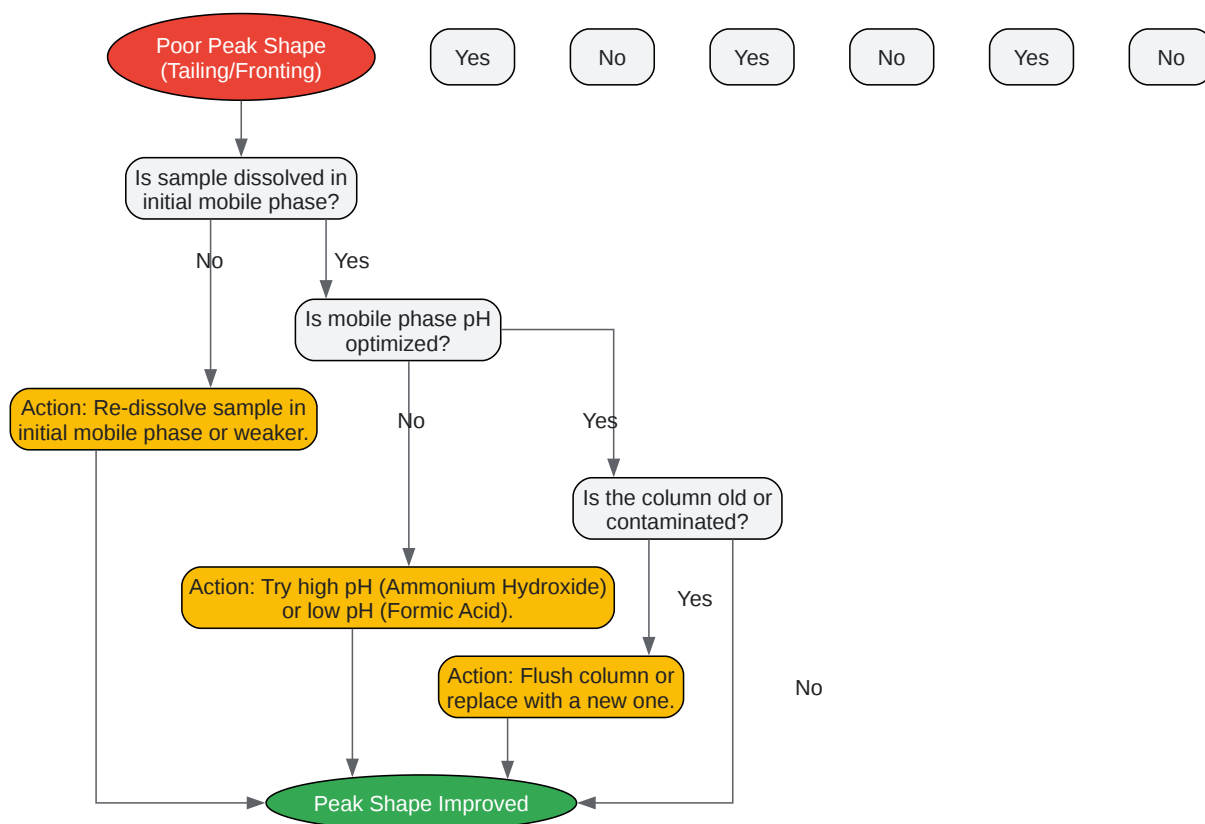 Poor Peak Shape
(Tailing/Fronting)
Yes
No
Yes
No
Yes
No
Is sample dissolved in
initial mobile phase?
No
Yes
Is mobile phase pH
optimized?
Action: Re-dissolve sample in
initial mobile phase or weaker.
No
Yes
Is the column old or
contaminated?
Action: Try high pH (Ammonium Hydroxide)
or low pH (Formic Acid).
Yes
Action: Flush column or
replace with a new one.
No
Peak Shape Improved